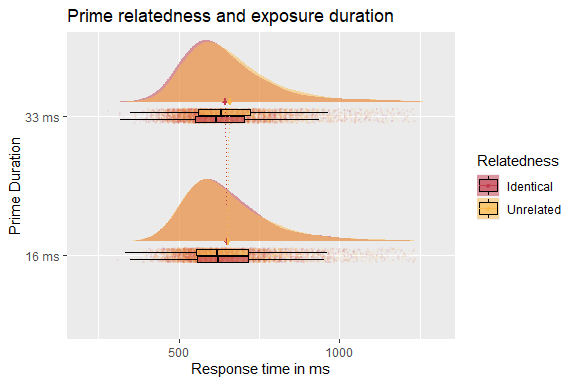 Prime relatedness and exposure duration
Prime Duration
33 ms
16 ms
500
1000
Response time in ms
Relatedness
Identical
Unrelated